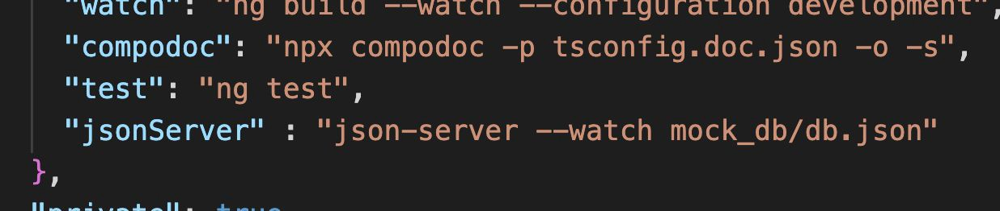 "watch": "ng build --watch --configuration development",
"compodoc": "npx compodoc -p tsconfig.doc.json -o -s",
"test": "ng test",
"jsonServer" : "json-server --watch mock_db/db.json"
},
"private": true